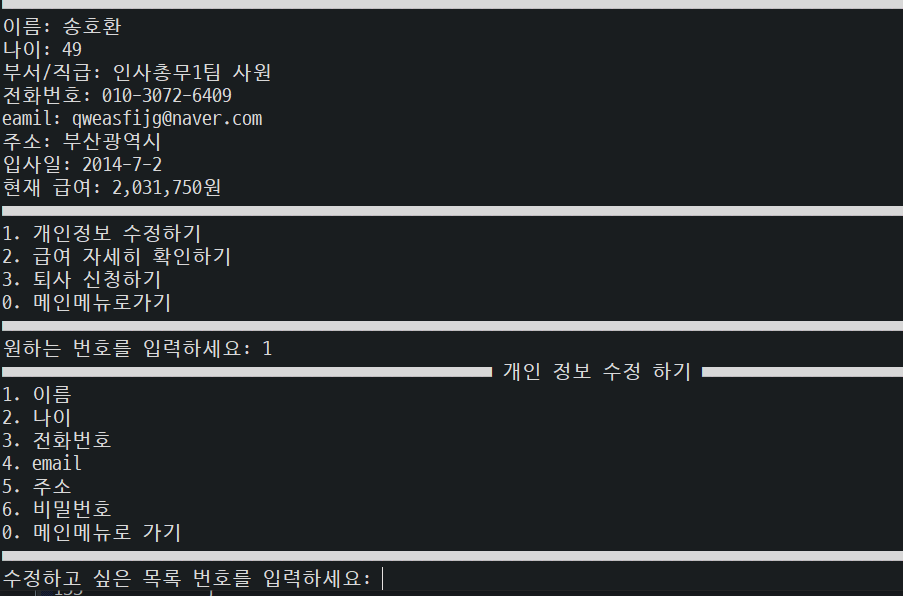 이름: 송호환
나이: 49
부서/직급: 인사총무1팀 사원
전화번호: 010-3072-6409
eamil: qweasfijg@naver.com
주소: 부산광역시
입사일: 2014-7-2
현재 급여: 2,031,750원
1. 개인정보 수정하기
2. 급여 자세히 확인하기
3. 퇴사 신청하기
0. 메인메뉴로가기
원하는 번호를 입력하세요: 1
개인 정보 수정 하기
1. 이름
2. 나이
3. 전화번호
4. email
5. 주소
6. 비밀번호
0. 메인메뉴로 가기
수정하고 싶은 목록 번호를 입력하세요: